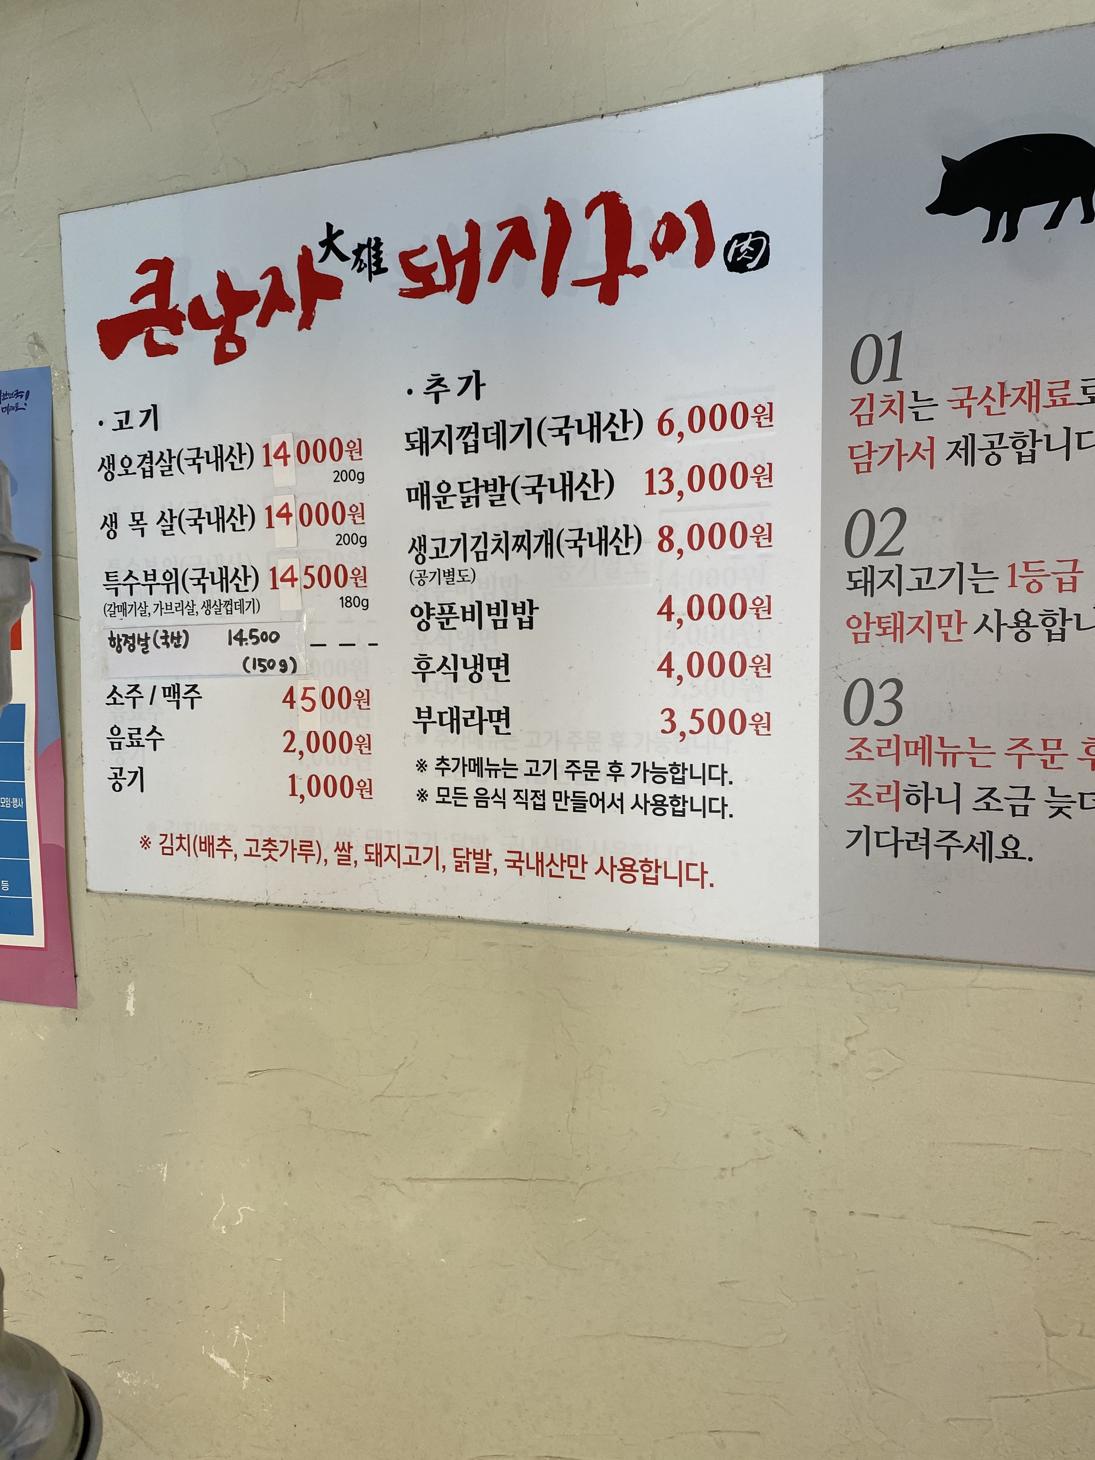 큰남자 大雄 돼지구이 肉
· 고기
생오겹살(국내산) 14000원
200g
생 목 살(국내산) 14000원
200g
특수부위(국내산) 14500원
(갈매기살, 가브리살, 생살껍데기) 180g
항정살(국산) 14.500
(150g)
소주 / 맥주 4500원
음료수 2,000원
공기 1,000원
· 추가
돼지껍데기(국내산) 6,000원
매운닭발(국내산) 13,000원
생고기김치찌개(국내산) 8,000원
(공기별도)
양푼비빔밥 4,000원
후식냉면 4,000원
부대라면 3,500원
※ 추가메뉴는 고기 주문 후 가능합니다.
※ 모든 음식 직접 만들어서 사용합니다.
※ 김치(배추, 고춧가루), 쌀, 돼지고기, 닭발, 국내산만 사용합니다.
01
김치는 국산재료로
담가서 제공합니다
02
돼지고기는 1등급
암퇘지만 사용합니
03
조리메뉴는 주문 후
조리하니 조금 늦더
기다려주세요.
등